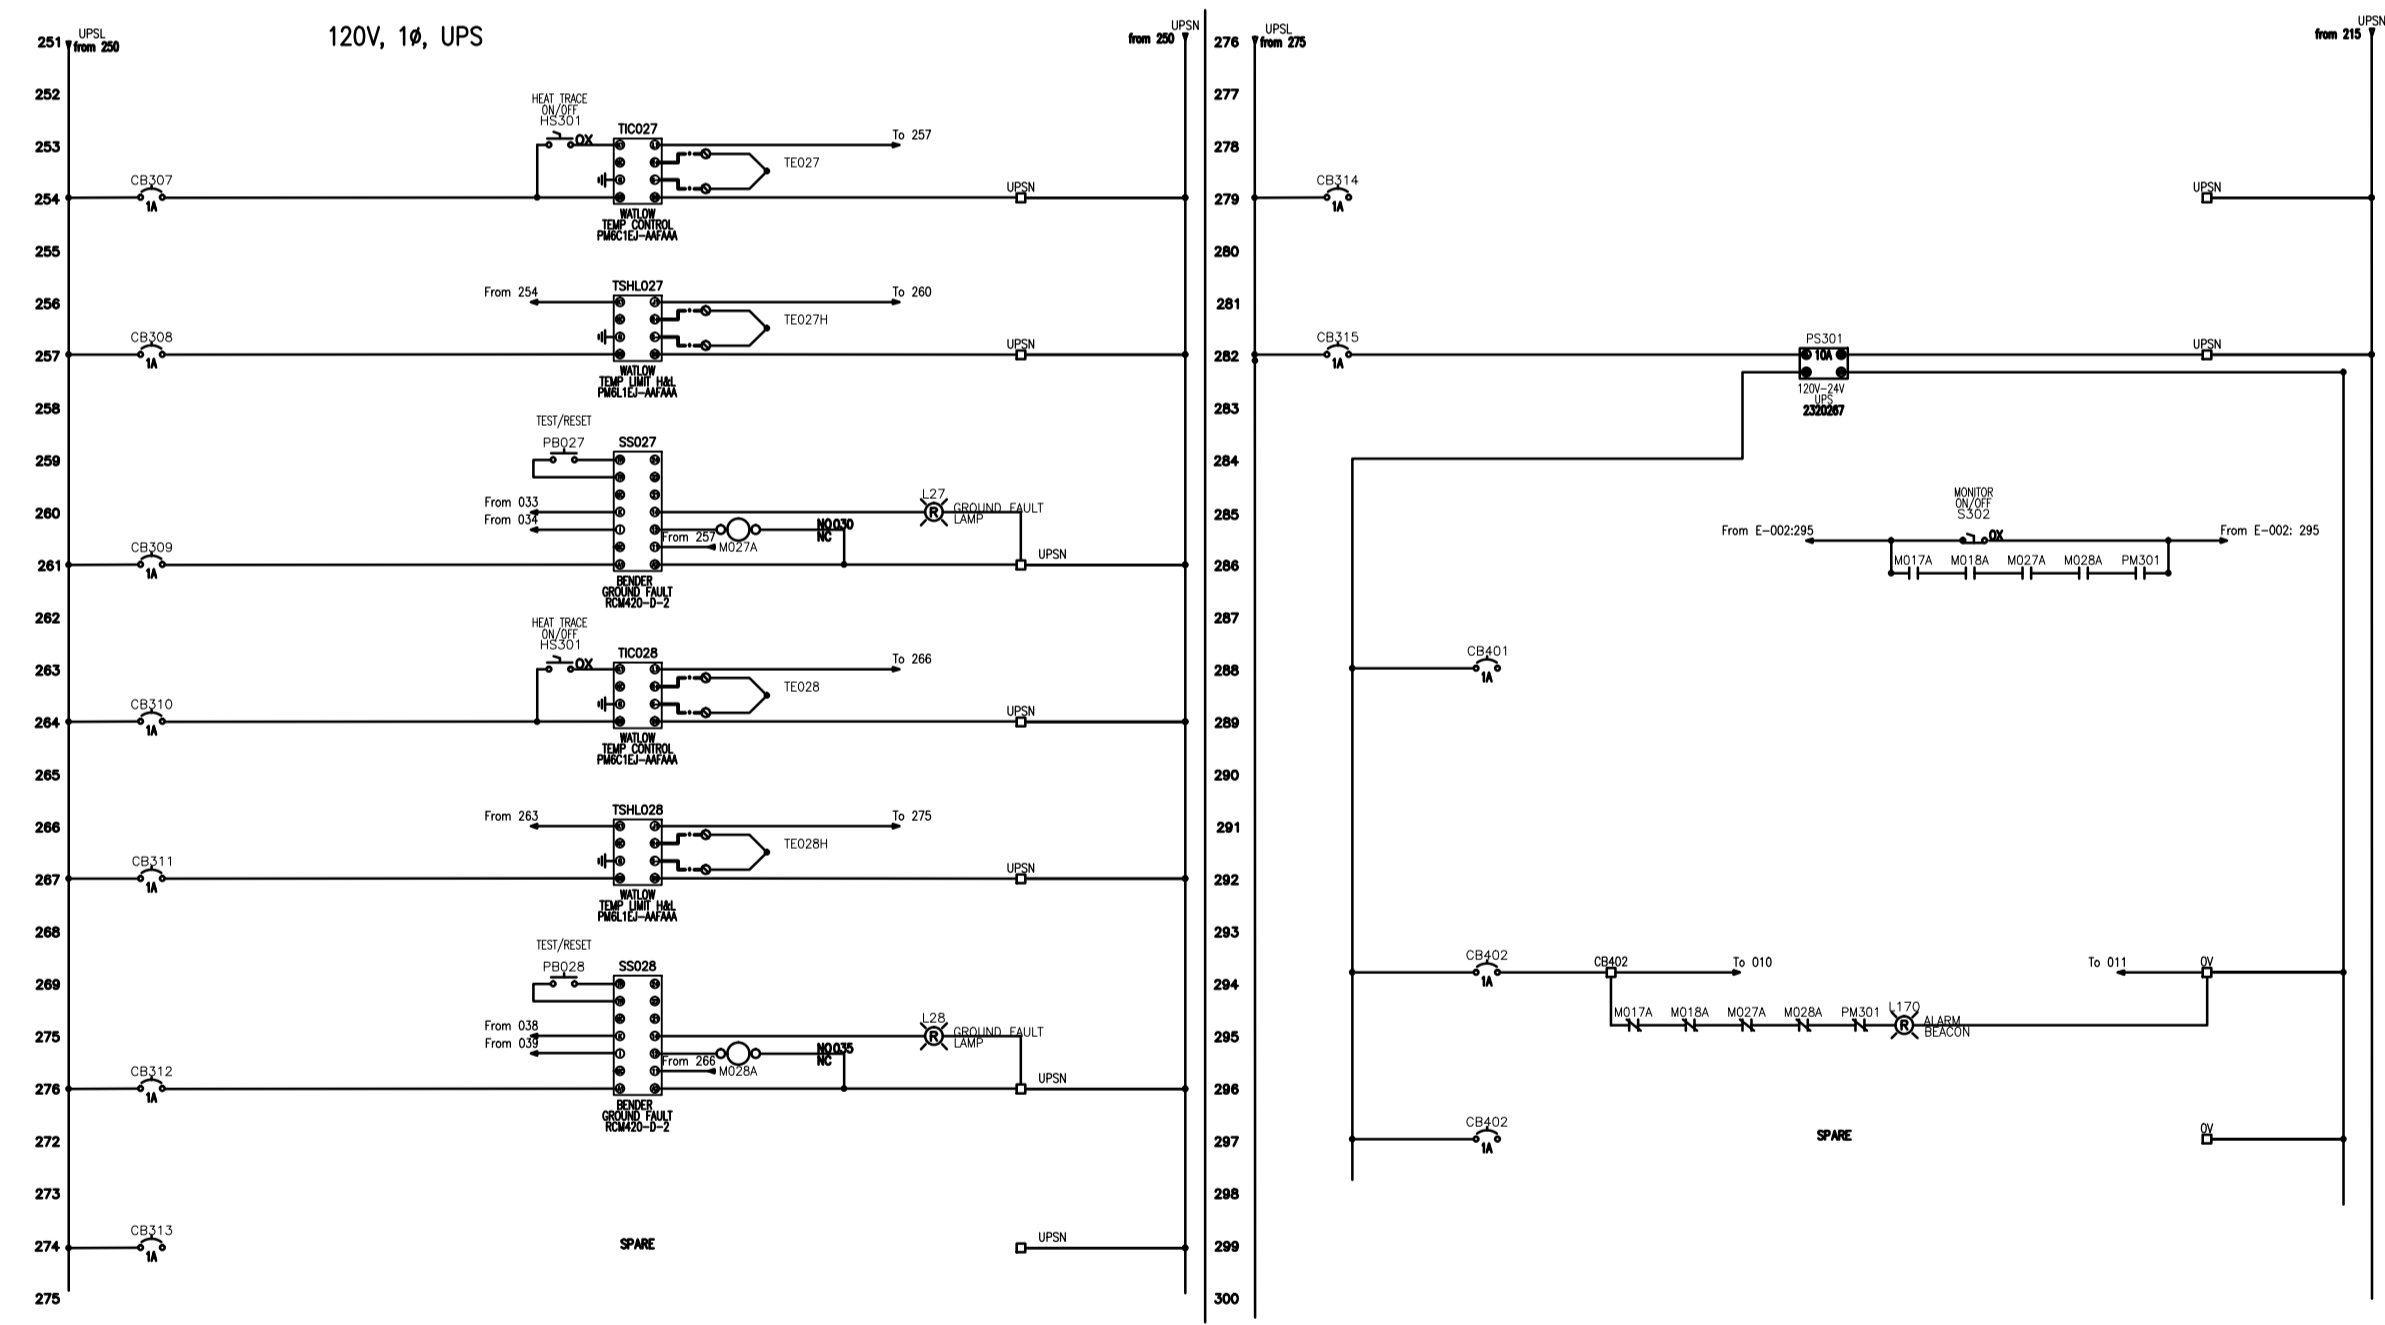 120V, 1Ø, UPS
251
UPSL
from 250
UPSN
from 250
252
HEAT TRACE
ON/OFF
HS301
OX
TIC027
To 257
253
TE027
CB307
UPSN
254
1A
WATLOW
TEMP CONTROL
PM6C1EJ-AAFAAA
255
TSHL027
From 254
To 260
256
TE027H
CB308
UPSN
257
1A
WATLOW
TEMP LIMIT H&L
PM6L1EJ-AAFAAA
258
TEST/RESET
PB027
SS027
259
L27
From 033
GROUND FAULT
LAMP
260
R
From 034
NO030
NC
From 257
M027A
CB309
UPSN
261
1A
BENDER
GROUND FAULT
RCM420-D-2
262
HEAT TRACE
ON/OFF
HS301
OX
TIC028
To 266
263
TE028
CB310
UPSN
264
1A
WATLOW
TEMP CONTROL
PM6C1EJ-AAFAAA
265
TSHL028
From 263
To 275
266
TE028H
CB311
UPSN
267
1A
WATLOW
TEMP LIMIT H&L
PM6L1EJ-AAFAAA
268
TEST/RESET
PB028
SS028
269
L28
From 038
GROUND FAULT
LAMP
275
R
From 039
NO035
NC
From 266
M028A
CB312
UPSN
276
1A
BENDER
GROUND FAULT
RCM420-D-2
272
273
CB313
UPSN
274
1A
SPARE
275
276
UPSL
from 275
UPSN
from 215
277
278
CB314
UPSN
279
1A
280
281
CB315
PS301
UPSN
282
1A
10A
120V-24V
UPS
2320267
283
284
MONITOR
ON/OFF
S302
285
From E-002:295
OX
From E-002: 295
M017A M018A M027A M028A PM301
286
287
CB401
288
1A
289
290
291
292
293
CB402
CB402
To 010
To 011
0V
294
1A
M017A M018A M027A M028A PM301 L170
R
ALARM
BEACON
295
296
CB402
0V
297
1A
SPARE
298
299
300